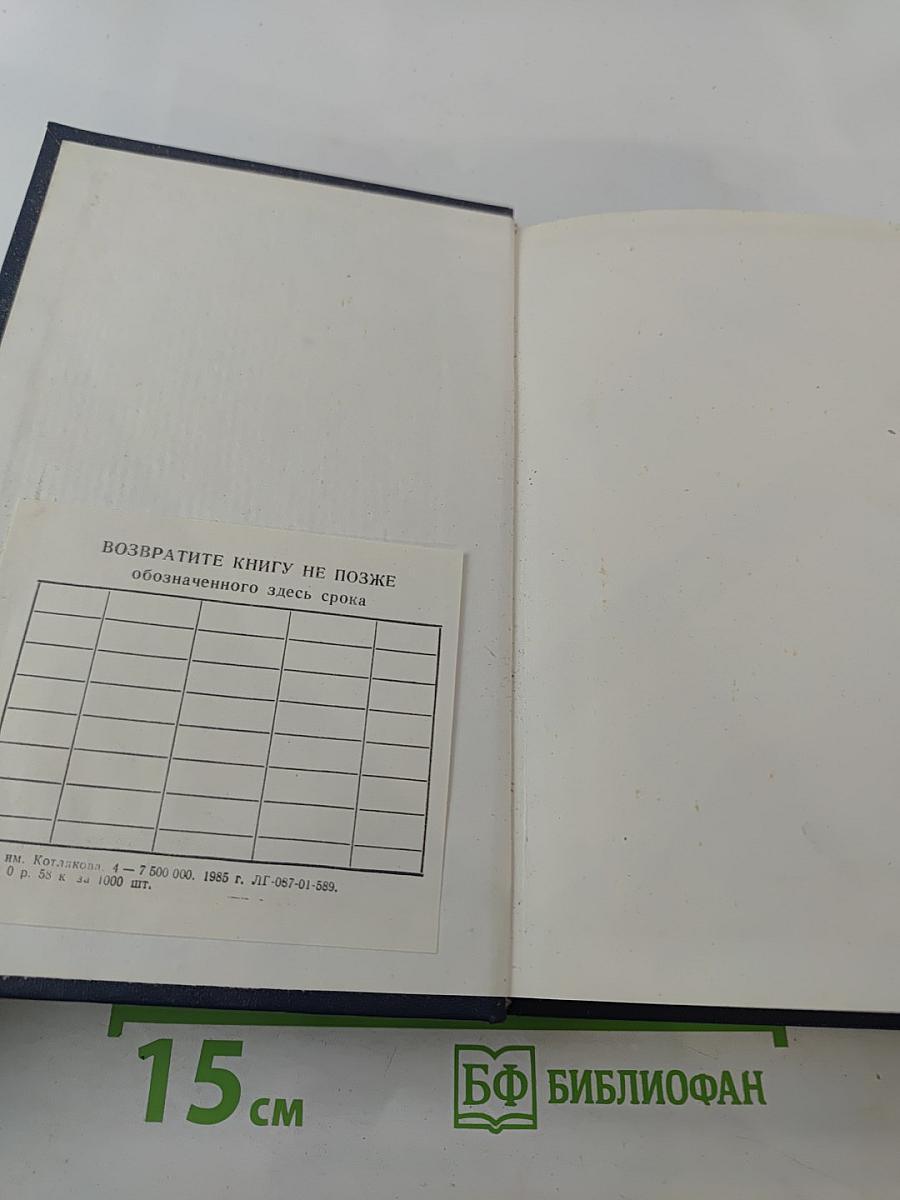 ВОЗВРАТИТЕ КНИГУ НЕ ПОЗЖЕ
обозначенного здесь срока
им. Котлякова. 4 — 7 500 000. 1985 г. ЛГ-087-01-589.
0 р. 58 к за 1000 шт.
15 см
БФ БИБЛИОФАН